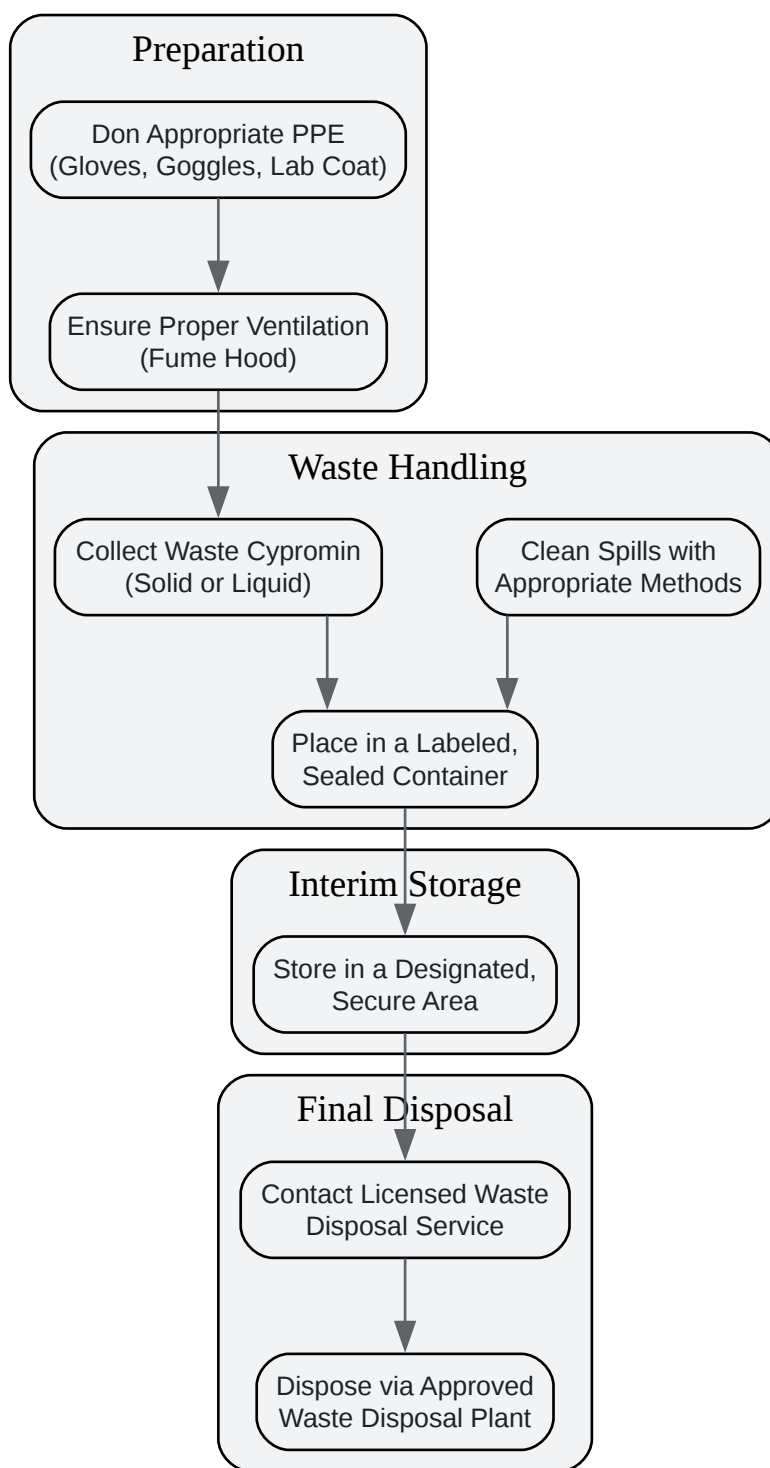 Preparation
Don Appropriate PPE
(Gloves, Goggles, Lab Coat)
Ensure Proper Ventilation
(Fume Hood)
Waste Handling
Collect Waste Cypromin
(Solid or Liquid)
Clean Spills with
Appropriate Methods
Place in a Labeled,
Sealed Container
Interim Storage
Store in a Designated,
Secure Area
Final Disposal
Contact Licensed Waste
Disposal Service
Dispose via Approved
Waste Disposal Plant